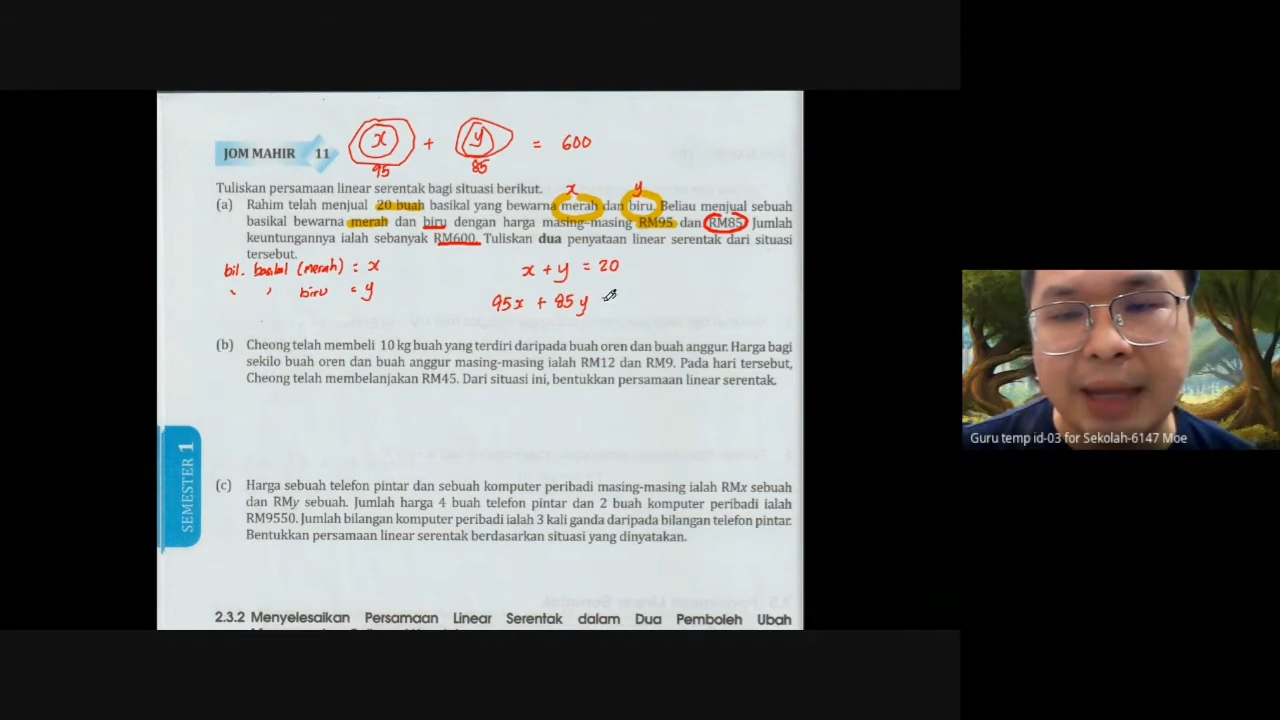 x + y = 600
JOM MAHIR 11
95 85
Tuliskan persamaan linear serentak bagi situasi berikut.
x y
(a) Rahim telah menjual 20 buah basikal yang bewarna merah dan biru. Beliau menjual sebuah
basikal bewarna merah dan biru dengan harga masing-masing RM95 dan RM85. Jumlah
keuntungannya ialah sebanyak RM600. Tuliskan dua penyataan linear serentak dari situasi
tersebut.
bil. basikal (merah) = x
x + y = 20
" " biru = y
95x + 85y
(b) Cheong telah membeli 10 kg buah yang terdiri daripada buah oren dan buah anggur. Harga bagi
sekilo buah oren dan buah anggur masing-masing ialah RM12 dan RM9. Pada hari tersebut,
Cheong telah membelanjakan RM45. Dari situasi ini, bentukkan persamaan linear serentak.
SEMESTER 1
(c) Harga sebuah telefon pintar dan sebuah komputer peribadi masing-masing ialah RMx sebuah
dan RMy sebuah. Jumlah harga 4 buah telefon pintar dan 2 buah komputer peribadi ialah
RM9550. Jumlah bilangan komputer peribadi ialah 3 kali ganda daripada bilangan telefon pintar.
Bentukkan persamaan linear serentak berdasarkan situasi yang dinyatakan.
2.3.2 Menyelesaikan Persamaan Linear Serentak dalam Dua Pemboleh Ubah
Guru temp id-03 for Sekolah-6147 Moe